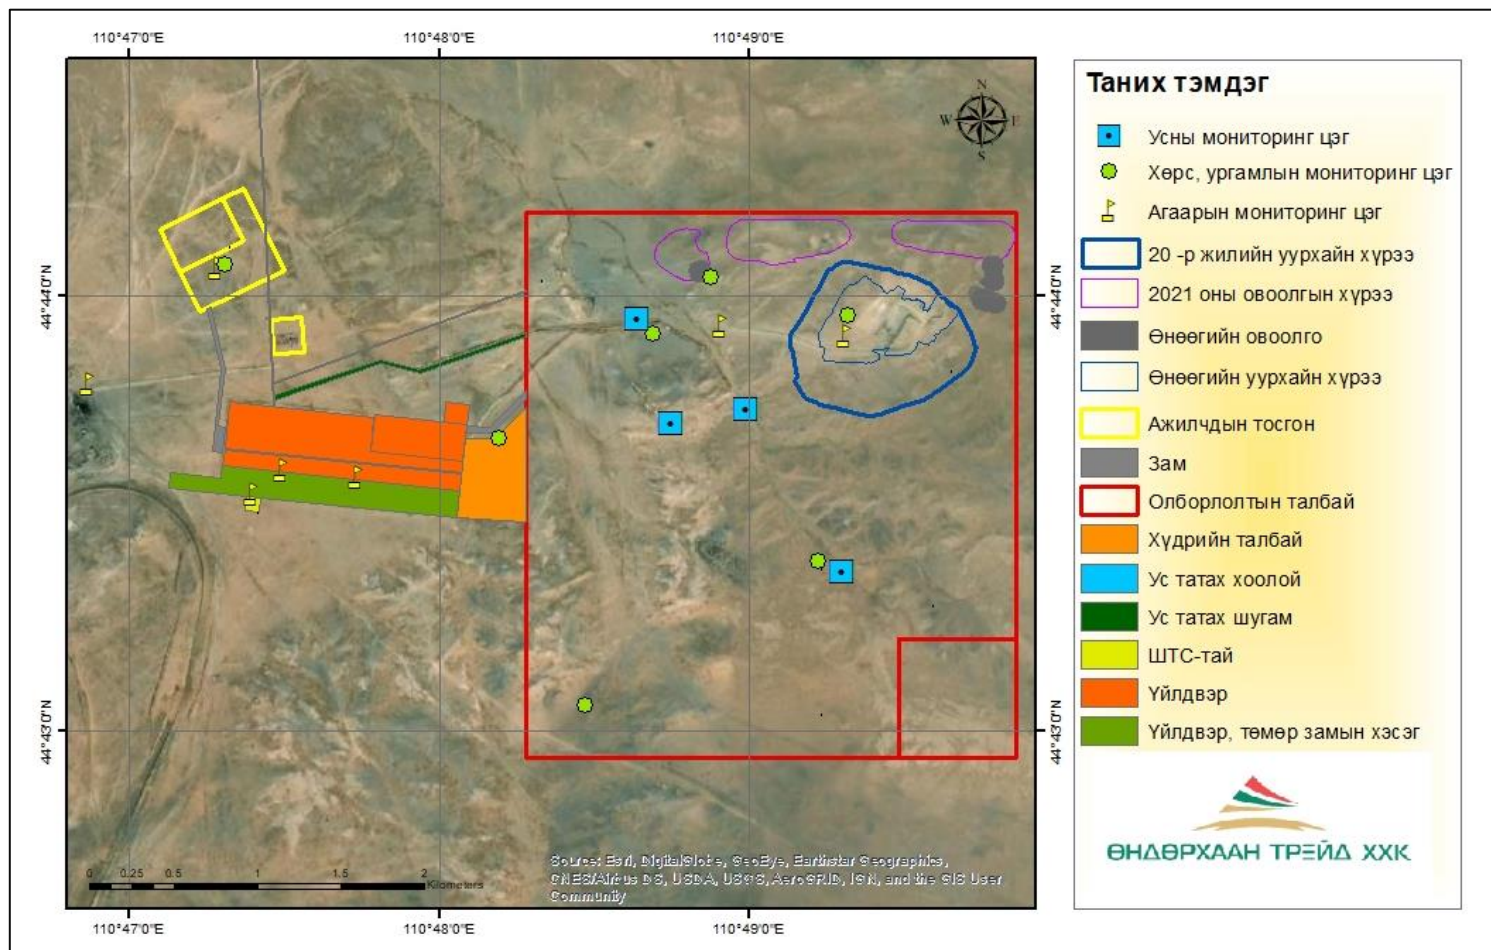 110°47'0"E 110°48'0"E 110°49'0"E
N
W E
S
44°44'0"N 44°44'0"N
44°43'0"N 44°43'0"N
0 0.25 0.5 1 1.5 2
Kilometers
Source: Esri, DigitalGlobe, GeoEye, Earthstar Geographics,
CNES/Airbus DS, USDA, USGS, AeroGRID, IGN, and the GIS User
Community
110°47'0"E 110°48'0"E 110°49'0"E
Таних тэмдэг
Усны мониторинг цэг
Хөрс, ургамлын мониторинг цэг
Агаарын мониторинг цэг
20 -р жилийн уурхайн хүрээ
2021 оны овоолгын хүрээ
Өнөөгийн овоолго
Өнөөгийн уурхайн хүрээ
Ажилчдын тосгон
Зам
Олборлолтын талбай
Хүдрийн талбай
Ус татах хоолой
Ус татах шугам
ШТС-тай
Үйлдвэр
Үйлдвэр, төмөр замын хэсэг
ӨНДӨРХААН ТРЕЙД ХХК